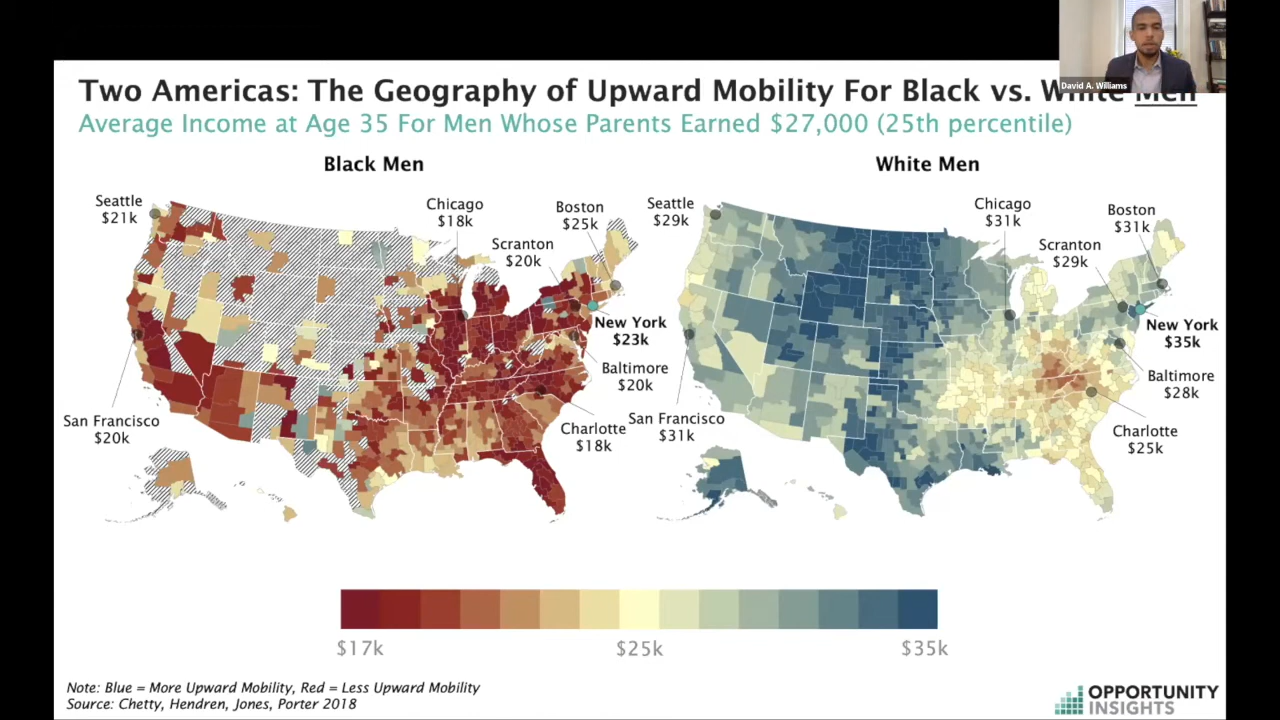 David A. Williams
Two Americas: The Geography of Upward Mobility For Black vs. White Men
Average Income at Age 35 For Men Whose Parents Earned $27,000 (25th percentile)
Black Men
Seattle
$21k
Chicago
$18k
Boston
$25k
Scranton
$20k
New York
$23k
Baltimore
$20k
Charlotte
$18k
San Francisco
$20k
White Men
Seattle
$29k
Chicago
$31k
Boston
$31k
Scranton
$29k
New York
$35k
Baltimore
$28k
Charlotte
$25k
San Francisco
$31k
$17k
$25k
$35k
Note: Blue = More Upward Mobility, Red = Less Upward Mobility
Source: Chetty, Hendren, Jones, Porter 2018
OPPORTUNITY
INSIGHTS